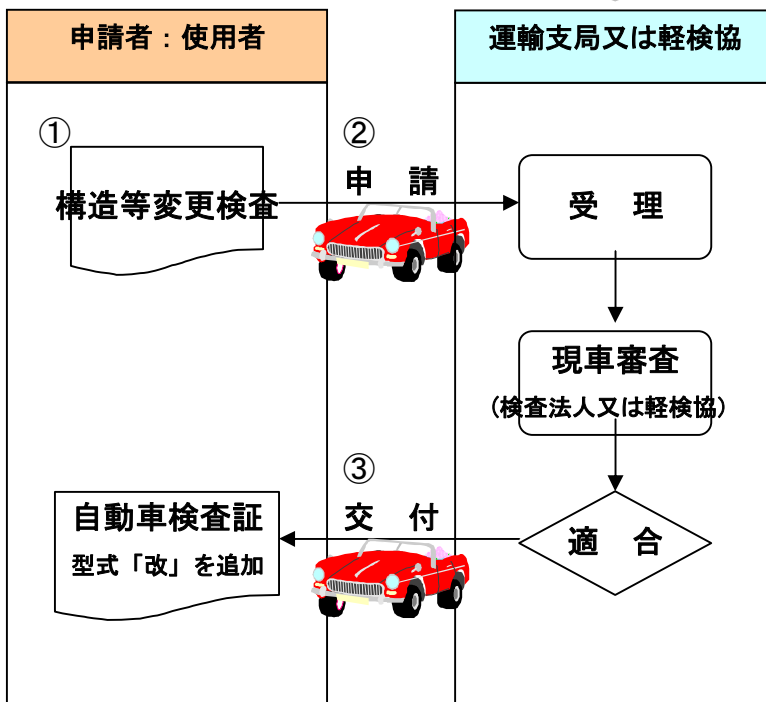 申請者：使用者
運輸支局又は軽検協
①
構造等変更検査
②
申 請
受 理
現車審査
(検査法人又は軽検協)
適 合
③
交 付
自動車検査証
型式「改」を追加